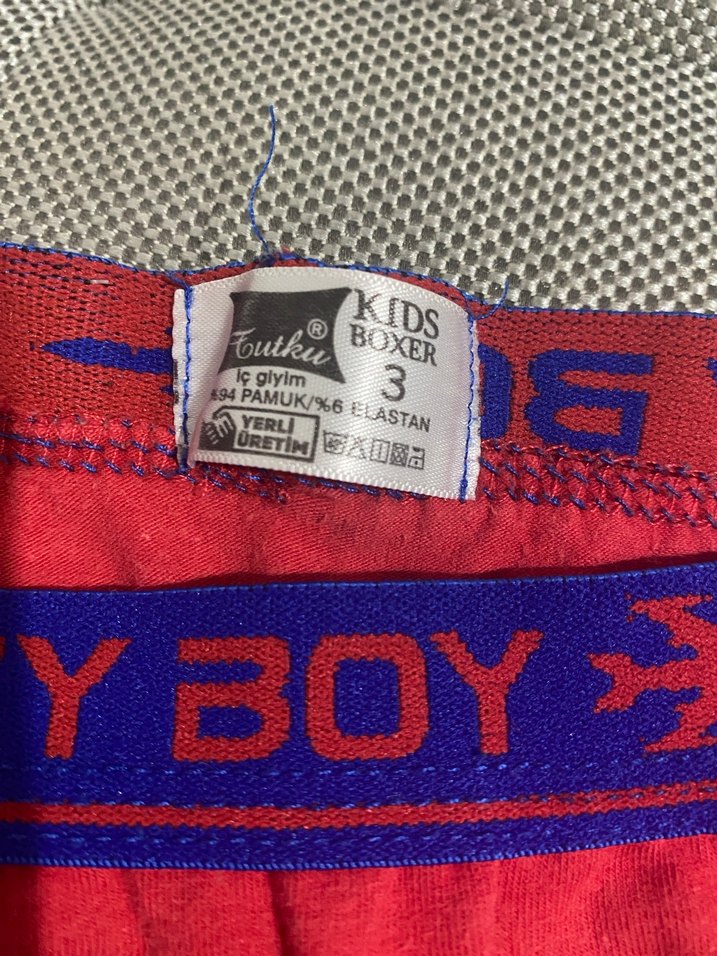 Tutku®
iç giyim
KIDS
BOXER
3
%94 PAMUK/%6 ELASTAN
YERLİ
ÜRETİM
BOY